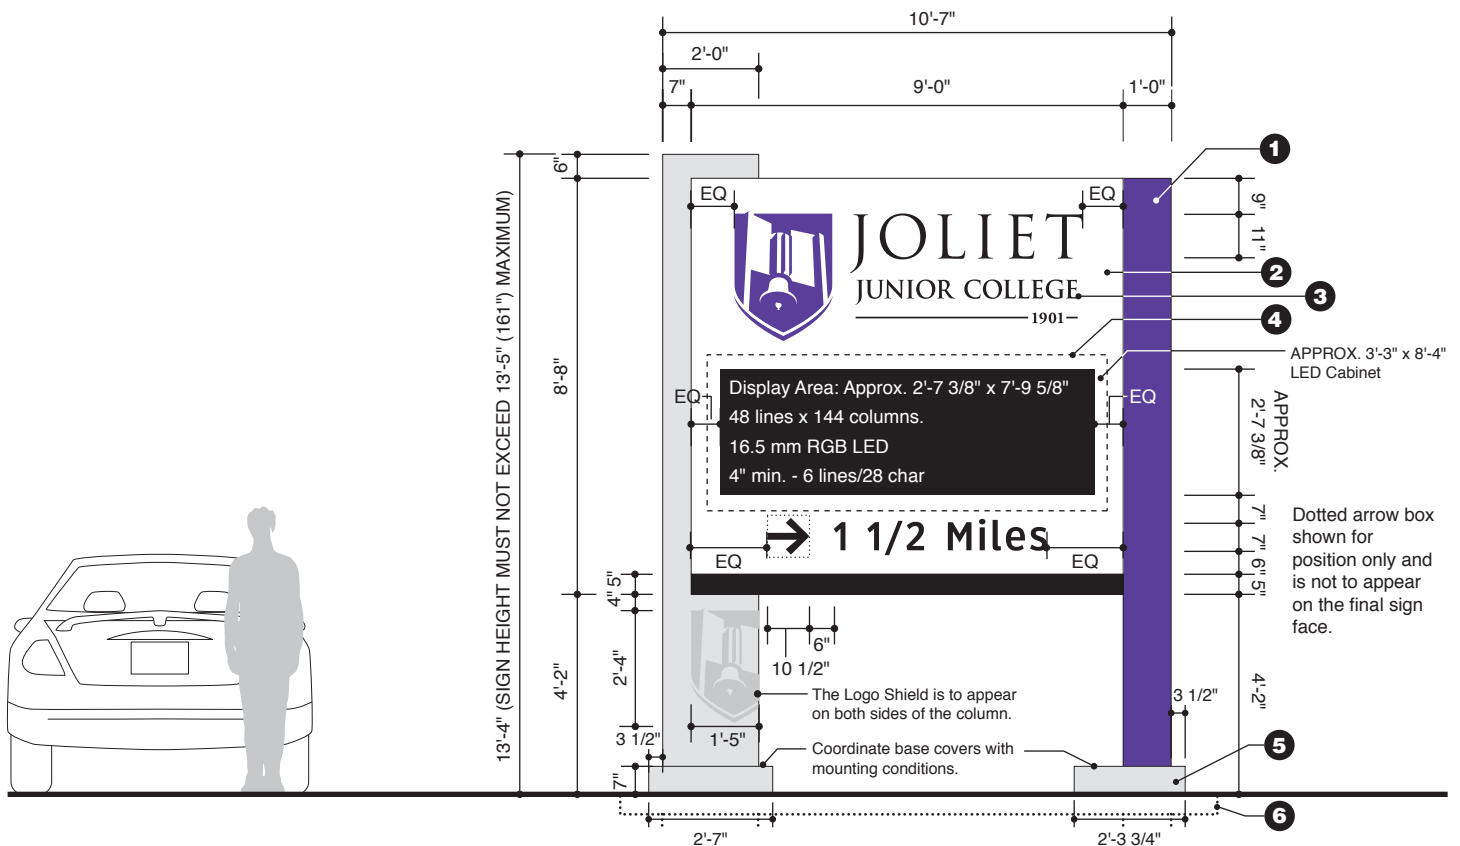 10'-7"
2'-0"
7"
9'-0"
1'-0"
1
6"
EQ
EQ
9"
11"
JOLIET
JUNIOR COLLEGE
1901
2
3
4
13'-4" (SIGN HEIGHT MUST NOT EXCEED 13'-5" (161") MAXIMUM)
8'-8"
APPROX. 3'-3" x 8'-4"
LED Cabinet
Display Area: Approx. 2'-7 3/8" x 7'-9 5/8"
48 lines x 144 columns.
16.5 mm RGB LED
4" min. - 6 lines/28 char
EQ
EQ
APPROX.
2'-7 3/8"
7"
7"
6"
5"
Dotted arrow box
shown for
position only and
is not to appear
on the final sign
face.
1 1/2 Miles
EQ
EQ
5"
4"
2'-4"
4'-2"
6"
10 1/2"
The Logo Shield is to appear
on both sides of the column.
4'-2"
3 1/2"
3 1/2"
1'-5"
Coordinate base covers with
mounting conditions.
5
7"
6
2'-7"
2'-3 3/4"